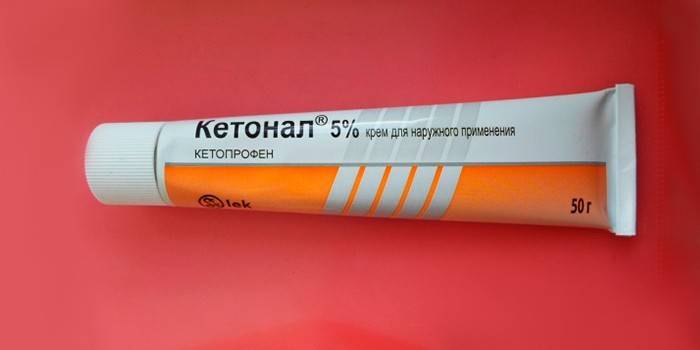 Кетонал® 5% крем для наружного применения
КЕТОПРОФЕН
lek
50 г